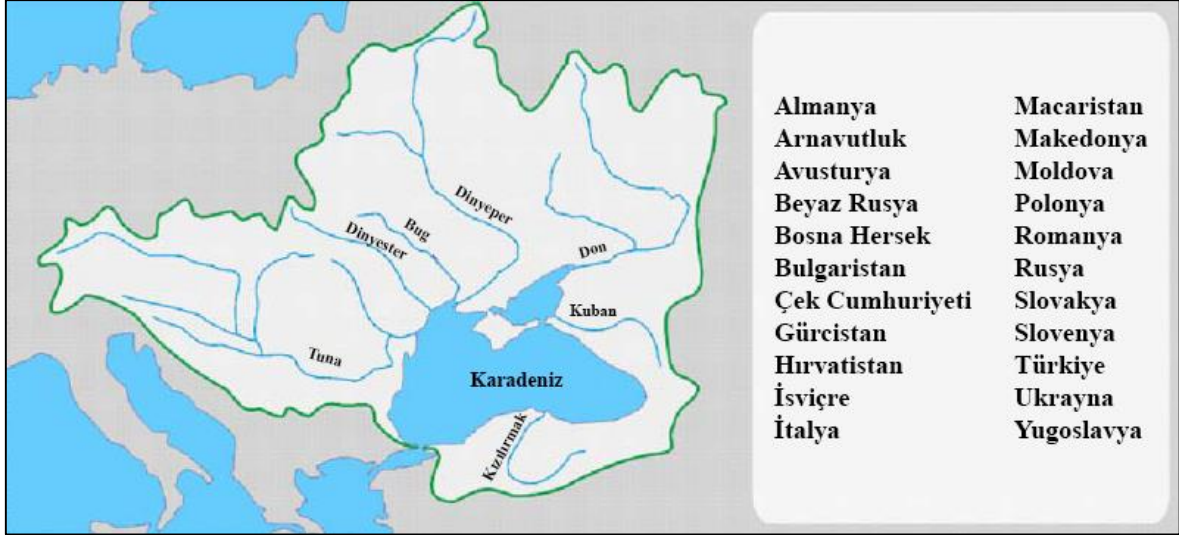 Dinyeper
Bug
Dinyester
Don
Kuban
Tuna
Karadeniz
Kızılırmak
Almanya
Arnavutluk
Avusturya
Beyaz Rusya
Bosna Hersek
Bulgaristan
Çek Cumhuriyeti
Gürcistan
Hırvatistan
İsviçre
İtalya
Macaristan
Makedonya
Moldova
Polonya
Romanya
Rusya
Slovakya
Slovenya
Türkiye
Ukrayna
Yugoslavya